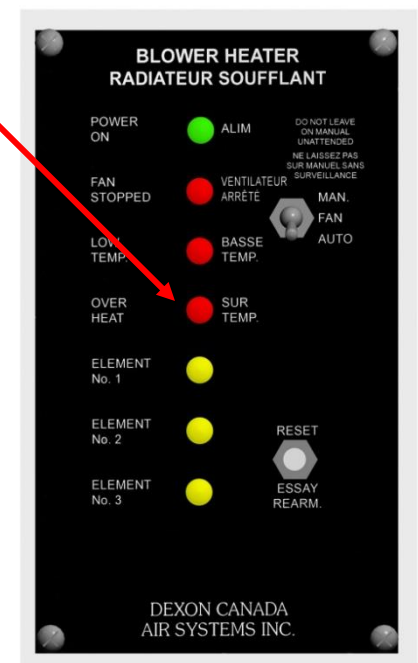 BLOWER HEATER
RADIATEUR SOUFFLANT
POWER
ON
ALIM
DO NOT LEAVE
ON MANUAL
UNATTENDED
NE LAISSEZ PAS
SUR MANUEL SANS
SURVEILLANCE
FAN
STOPPED
VENTILATEUR
ARRÊTÉ
MAN.
FAN
AUTO
LOW
TEMP.
BASSE
TEMP.
OVER
HEAT
SUR
TEMP.
ELEMENT
No. 1
ELEMENT
No. 2
RESET
ELEMENT
No. 3
ESSAY
REARM.
DEXON CANADA
AIR SYSTEMS INC.